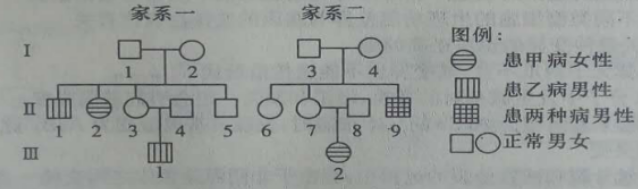 家系一 家系二
图例:
I
1 2 3 4
患甲病女性
II
患乙病男性
1 2 3 4 5 6 7 8 9
患两种病男性
III
正常男女
1 2